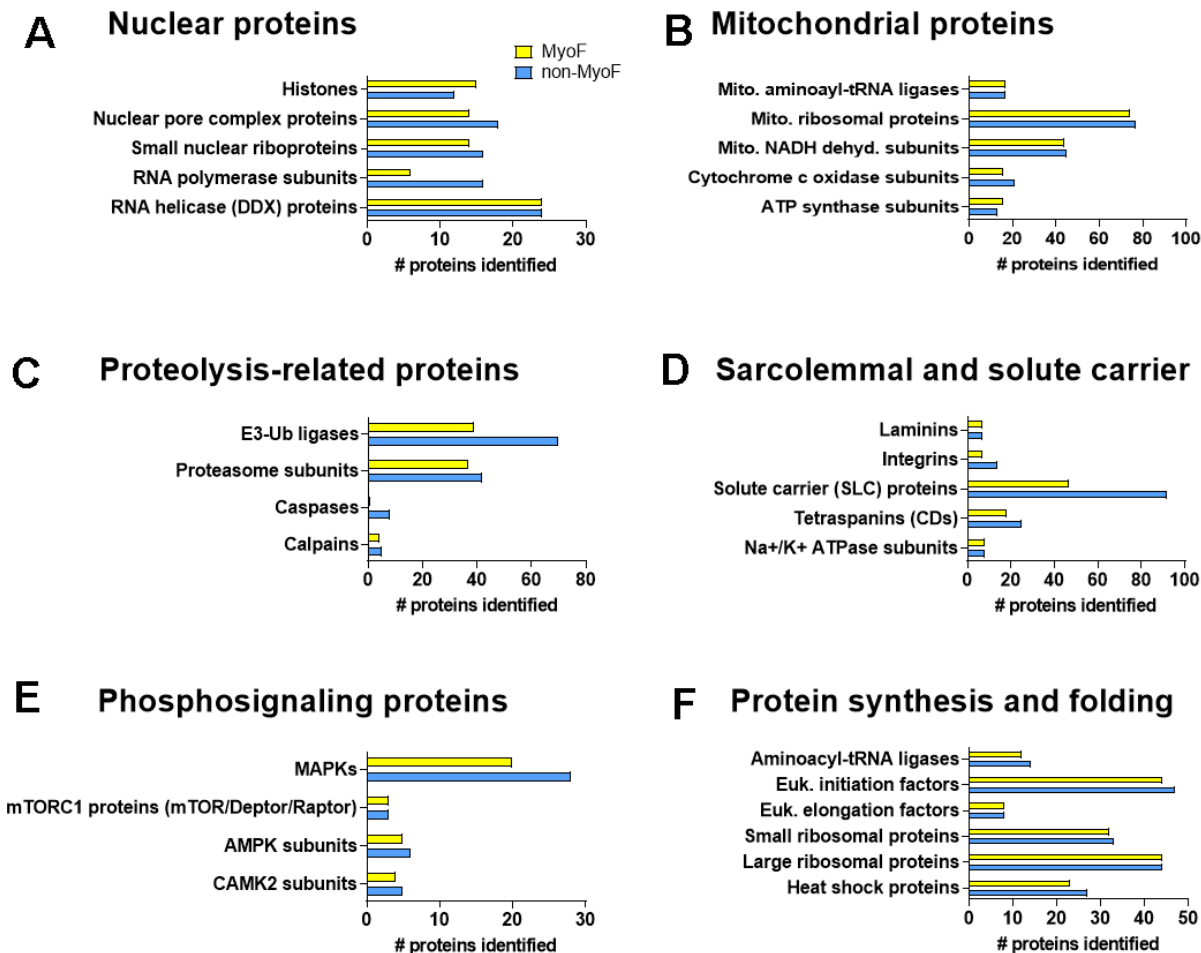 A Nuclear proteins
MyoF
non-MyoF
Histones
Nuclear pore complex proteins
Small nuclear riboproteins
RNA polymerase subunits
RNA helicase (DDX) proteins
0 10 20 30
# proteins identified
B Mitochondrial proteins
Mito. aminoayl-tRNA ligases
Mito. ribosomal proteins
Mito. NADH dehyd. subunits
Cytochrome c oxidase subunits
ATP synthase subunits
0 20 40 60 80 100
# proteins identified
C Proteolysis-related proteins
E3-Ub ligases
Proteasome subunits
Caspases
Calpains
0 20 40 60 80
# proteins identified
D Sarcolemmal and solute carrier
Laminins
Integrins
Solute carrier (SLC) proteins
Tetraspanins (CDs)
Na+/K+ ATPase subunits
0 20 40 60 80 100
# proteins identified
E Phosphosignaling proteins
MAPKs
mTORC1 proteins (mTOR/Deptor/Raptor)
AMPK subunits
CAMK2 subunits
0 10 20 30
# proteins identified
F Protein synthesis and folding
Aminoacyl-tRNA ligases
Euk. initiation factors
Euk. elongation factors
Small ribosomal proteins
Large ribosomal proteins
Heat shock proteins
0 10 20 30 40 50
# proteins identified